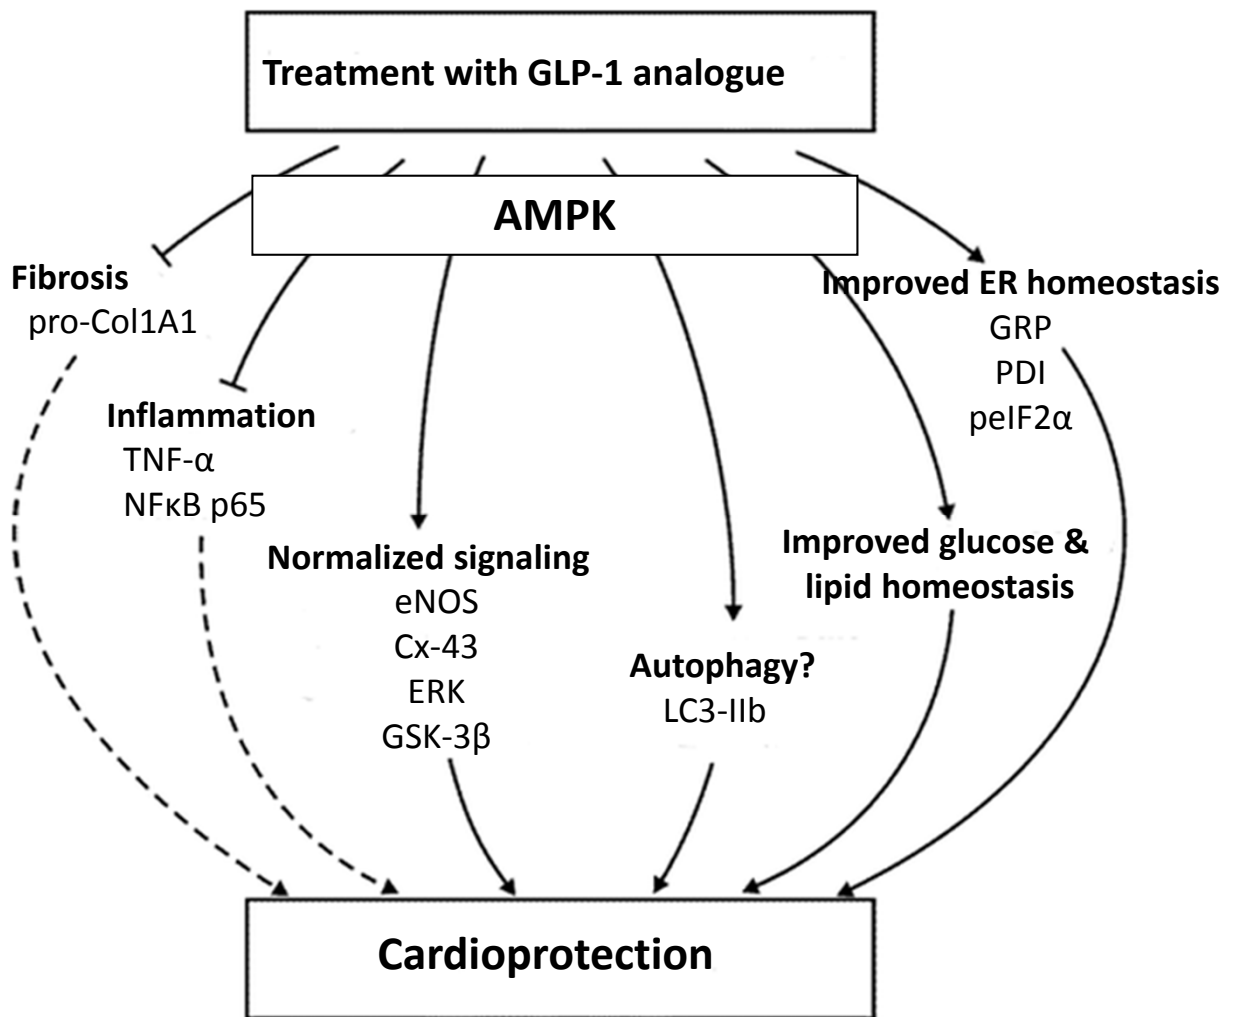 Treatment with GLP-1 analogue
AMPK
Fibrosis
pro-Col1A1
Inflammation
TNF-α
NFκB p65
Normalized signaling
eNOS
Cx-43
ERK
GSK-3β
Autophagy?
LC3-IIb
Improved glucose &
lipid homeostasis
Improved ER homeostasis
GRP
PDI
peIF2α
Cardioprotection